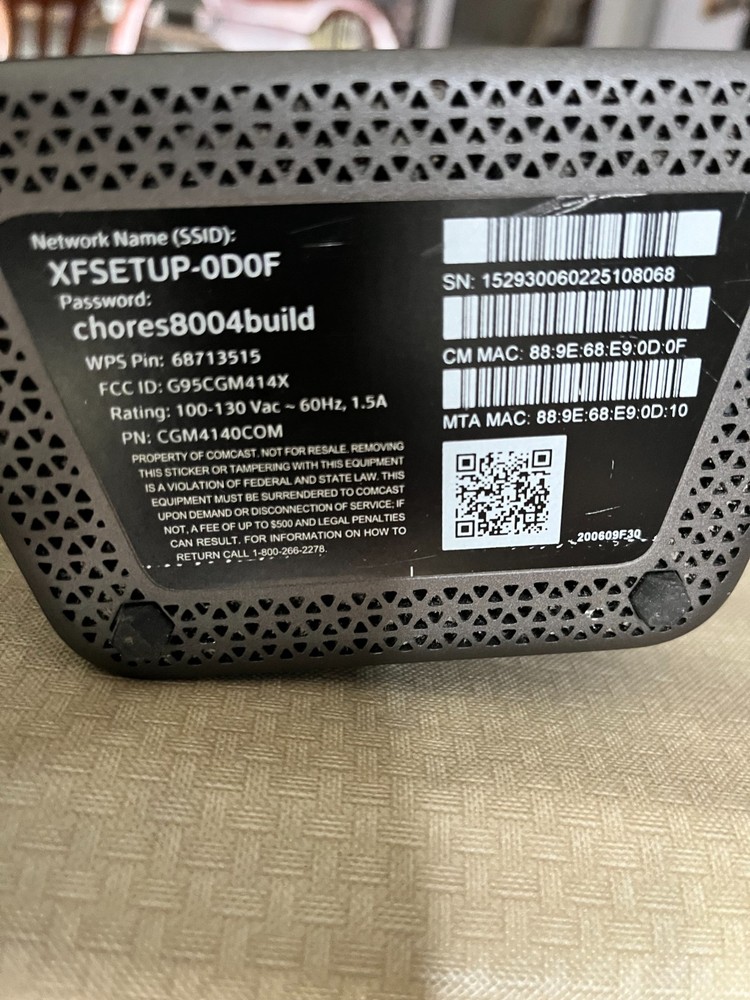 Network Name (SSID):
XFSETUP-0D0F
Password:
chores8004build
WPS Pin: 68713515
FCC ID: G95CGM414X
Rating: 100-130 Vac ~ 60Hz, 1.5A
PN: CGM4140COM
PROPERTY OF COMCAST. NOT FOR RESALE. REMOVING
THIS STICKER OR TAMPERING WITH THIS EQUIPMENT
IS A VIOLATION OF FEDERAL AND STATE LAW. THIS
EQUIPMENT MUST BE SURRENDERED TO COMCAST
UPON DEMAND OR DISCONNECTION OF SERVICE; IF
NOT, A FEE OF UP TO $500 AND LEGAL PENALTIES
CAN RESULT. FOR INFORMATION ON HOW TO
RETURN CALL 1-800-266-2278.
SN: 152930060225108068
CM MAC: 88:9E:68:E9:0D:0F
MTA MAC: 88:9E:68:E9:0D:10
200609F30